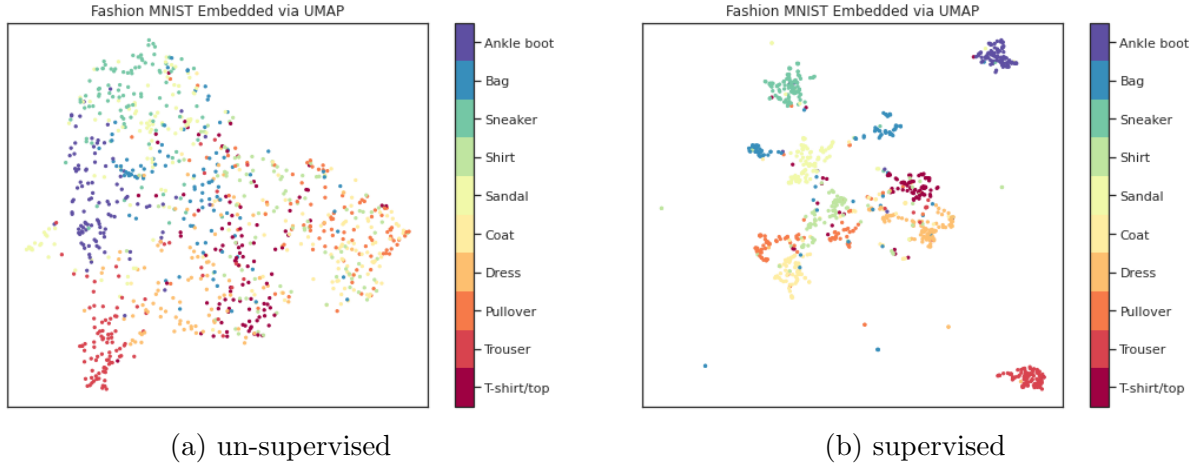 Fashion MNIST Embedded via UMAP
Ankle boot
Bag
Sneaker
Shirt
Sandal
Coat
Dress
Pullover
Trouser
T-shirt/top
(a) un-supervised
Fashion MNIST Embedded via UMAP
Ankle boot
Bag
Sneaker
Shirt
Sandal
Coat
Dress
Pullover
Trouser
T-shirt/top
(b) supervised